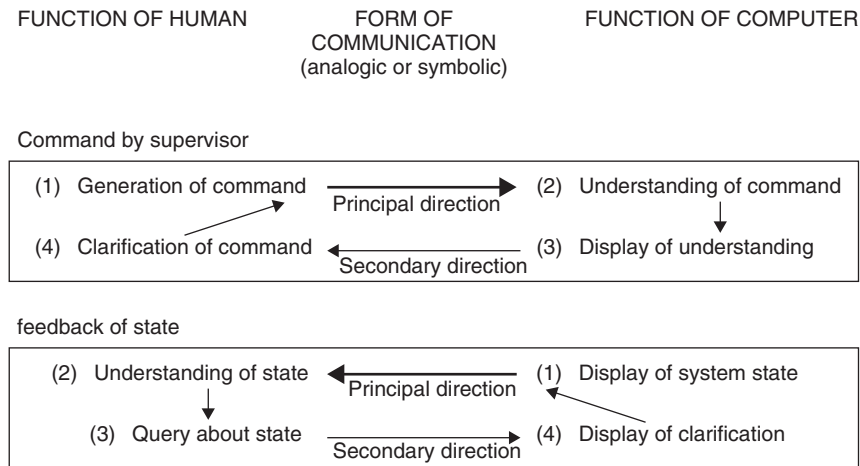 FUNCTION OF HUMAN FORM OF COMMUNICATION (analogic or symbolic) FUNCTION OF COMPUTER
Command by supervisor
(1) Generation of command Principal direction (2) Understanding of command
(4) Clarification of command Secondary direction (3) Display of understanding
feedback of state
(2) Understanding of state Principal direction (1) Display of system state
(3) Query about state Secondary direction (4) Display of clarification